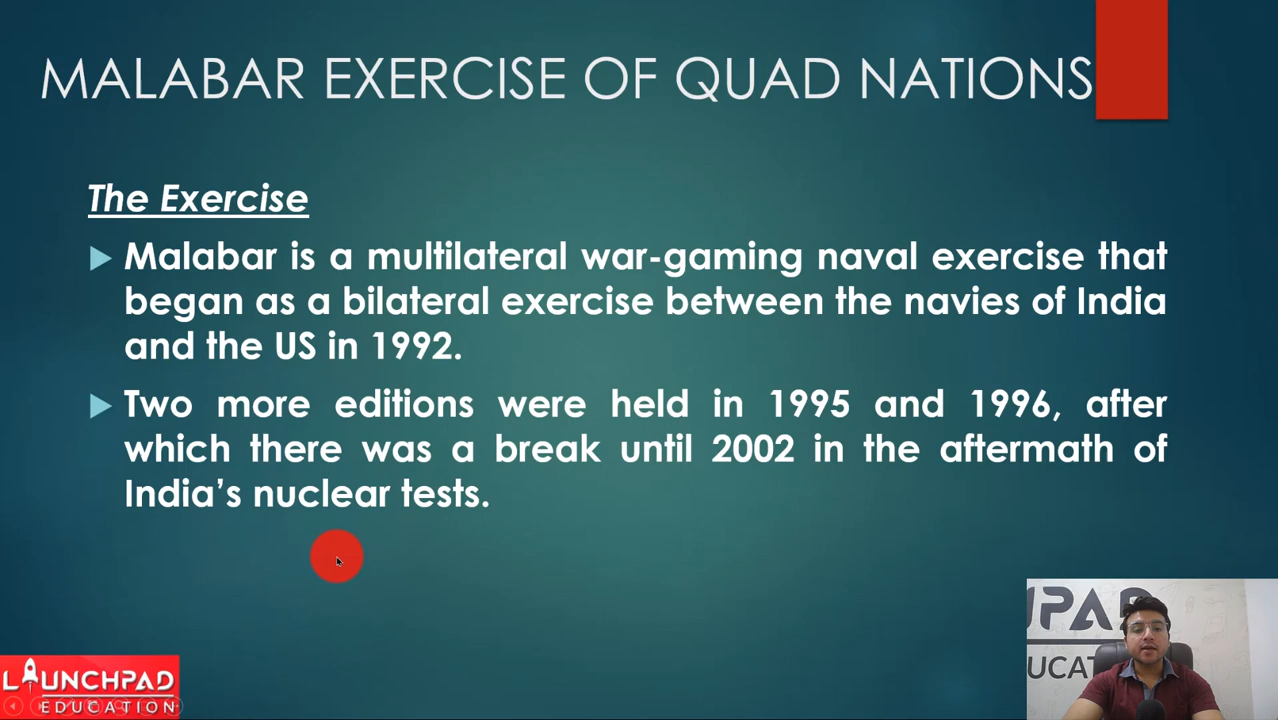 MALABAR EXERCISE OF QUAD NATIONS
The Exercise
Malabar is a multilateral war-gaming naval exercise that
began as a bilateral exercise between the navies of India
and the US in 1992.
Two more editions were held in 1995 and 1996, after
which there was a break until 2002 in the aftermath of
India's nuclear tests.
LAUNCHPAD
EDUCATION